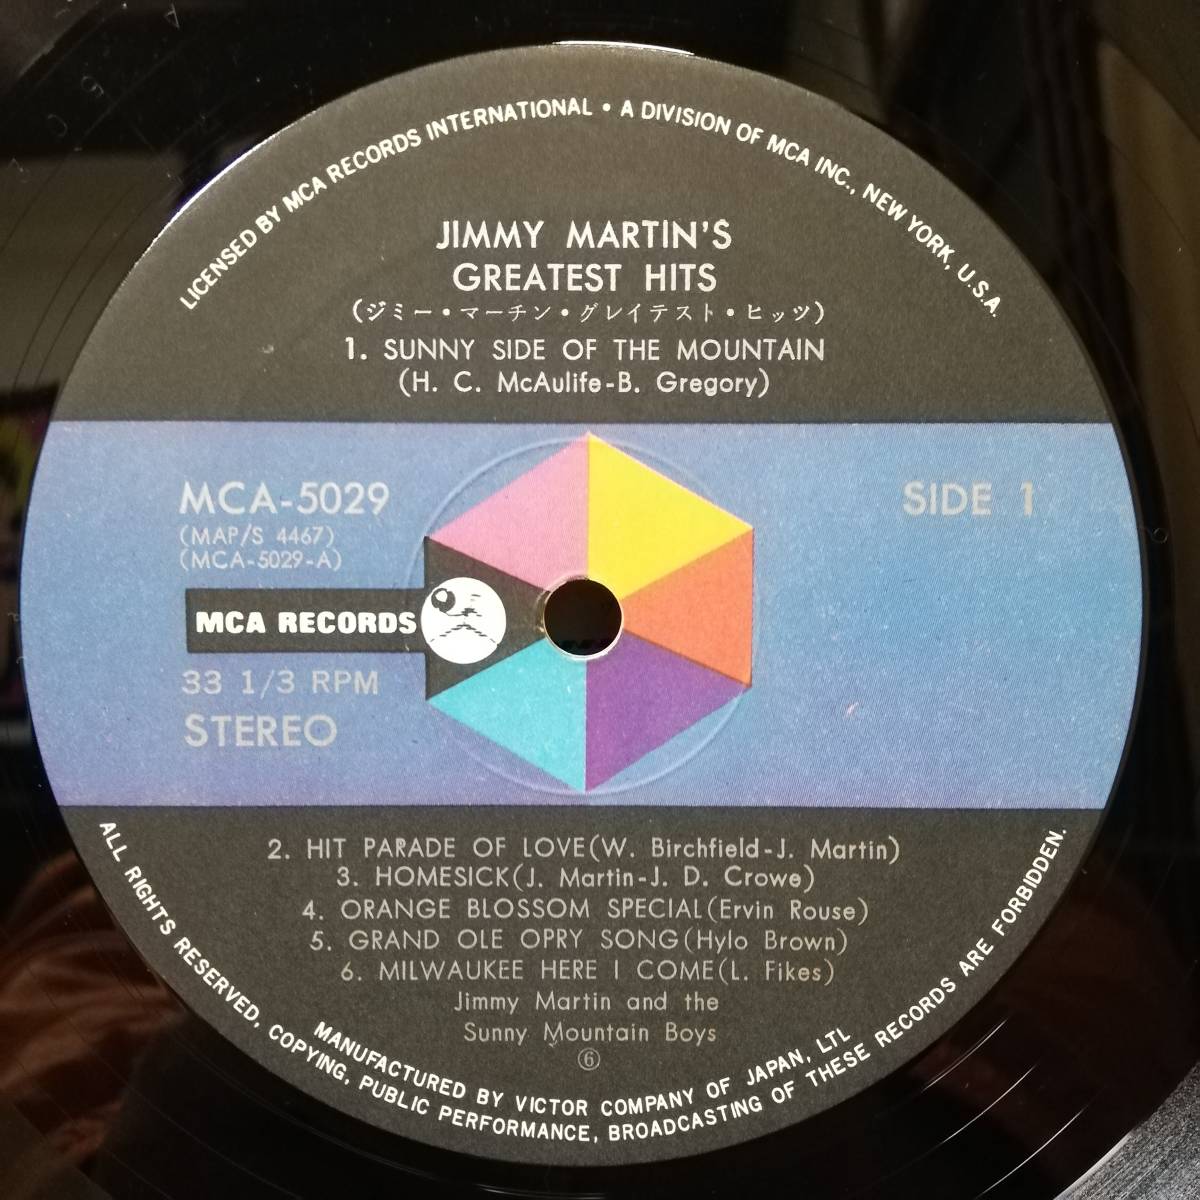 LICENSED BY MCA RECORDS INTERNATIONAL • A DIVISION OF MCA INC., NEW YORK, U.S.A.
JIMMY MARTIN'S
GREATEST HITS
(ジミー・マーチン・グレイテスト・ヒッツ)
1. SUNNY SIDE OF THE MOUNTAIN
(H. C. McAulife-B. Gregory)
MCA-5029
(MAP/S 4467)
(MCA-5029-A)
SIDE 1
MCA RECORDS
33 1/3 RPM
STEREO
2. HIT PARADE OF LOVE(W. Birchfield-J. Martin)
3. HOMESICK(J. Martin-J. D. Crowe)
4. ORANGE BLOSSOM SPECIAL(Ervin Rouse)
5. GRAND OLE OPRY SONG(Hylo Brown)
6. MILWAUKEE HERE I COME(L. Fikes)
Jimmy Martin and the
Sunny Mountain Boys
⑥
MANUFACTURED BY VICTOR COMPANY OF JAPAN, LTL
ALL RIGHTS RESERVED, COPYING, PUBLIC PERFORMANCE, BROADCASTING OF THESE RECORDS ARE FORBIDDEN.